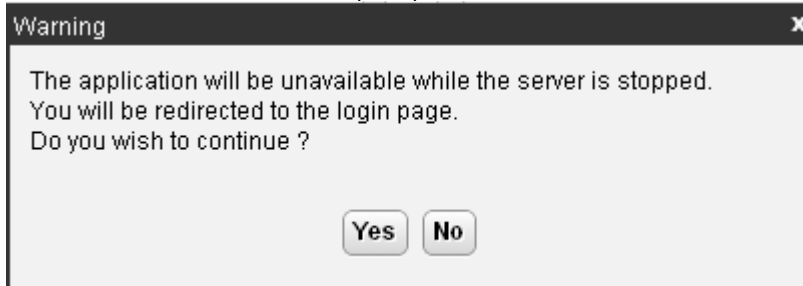 Warning
x
The application will be unavailable while the server is stopped.
You will be redirected to the login page.
Do you wish to continue ?
Yes No